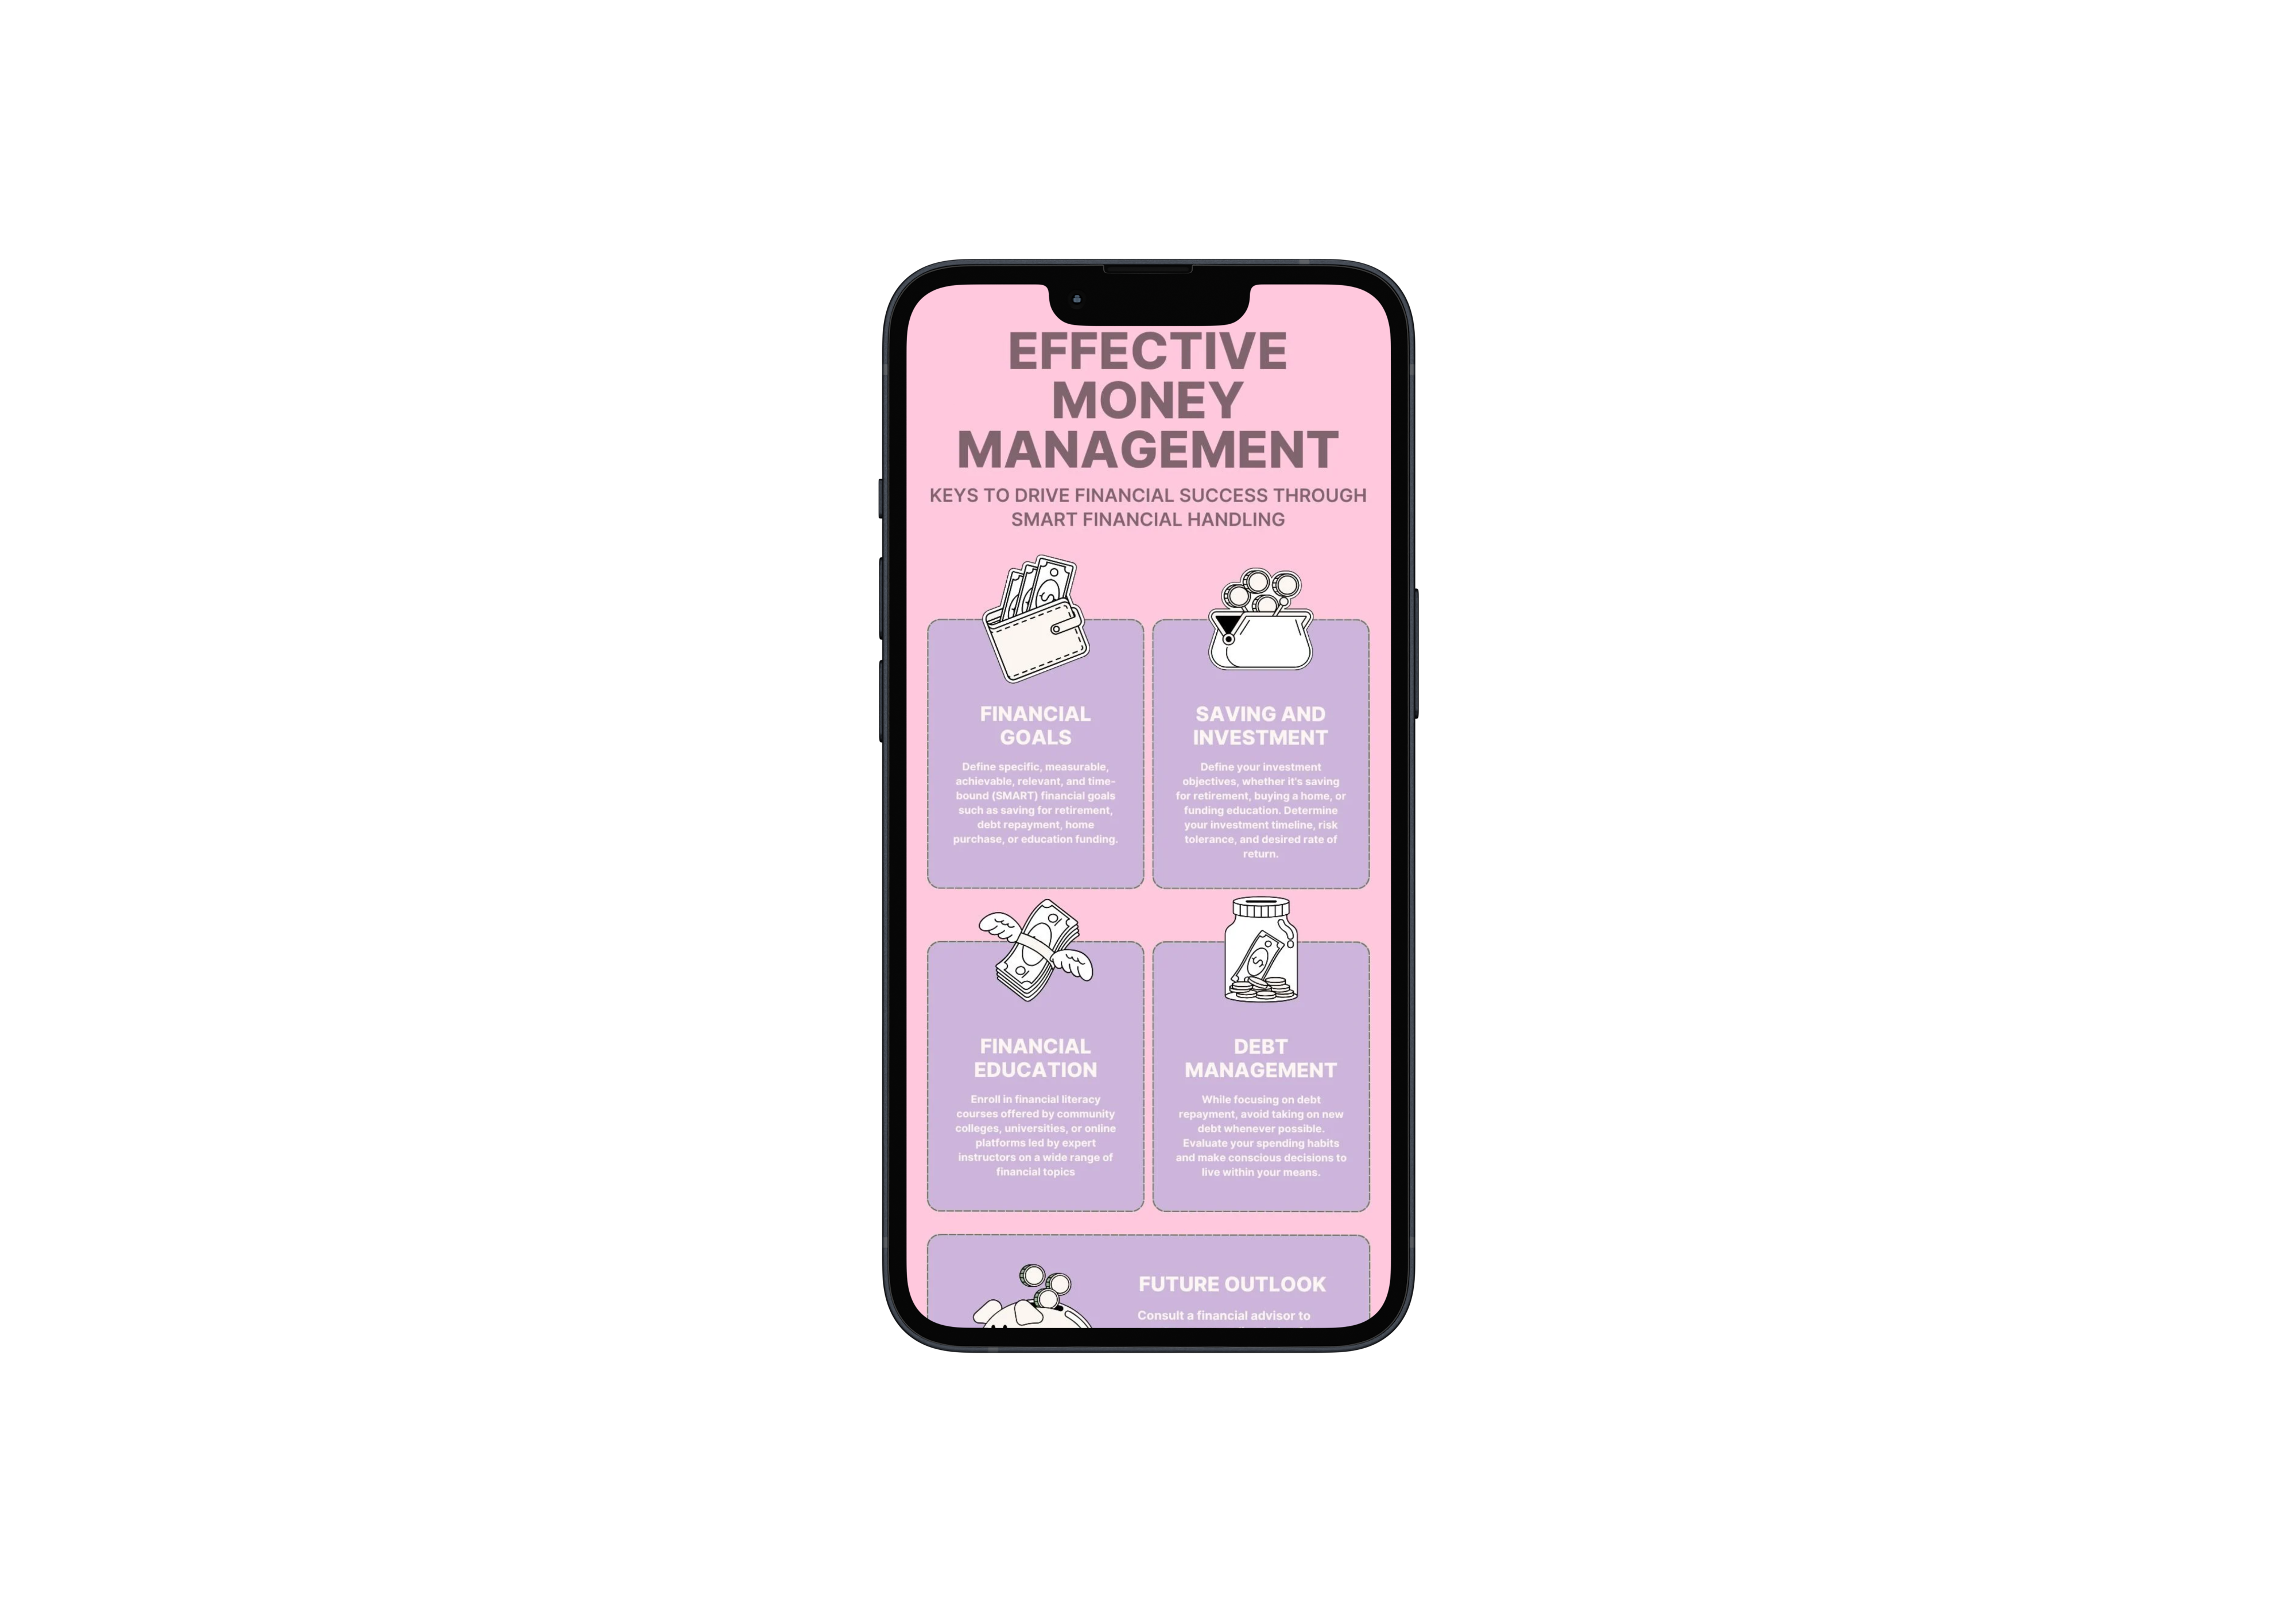 EFFECTIVE
MONEY
MANAGEMENT
KEYS TO DRIVE FINANCIAL SUCCESS THROUGH
SMART FINANCIAL HANDLING
FINANCIAL
GOALS
Define specific, measurable,
achievable, relevant, and time-
bound (SMART) financial goals
such as saving for retirement,
debt repayment, home
purchase, or education funding.
SAVING AND
INVESTMENT
Define your investment
objectives, whether it's saving
for retirement, buying a home, or
funding education. Determine
your investment timeline, risk
tolerance, and desired rate of
return.
FINANCIAL
EDUCATION
Enroll in financial literacy
courses offered by community
colleges, universities, or online
platforms led by expert
instructors on a wide range of
financial topics
DEBT
MANAGEMENT
While focusing on debt
repayment, avoid taking on new
debt whenever possible.
Evaluate your spending habits
and make conscious decisions to
live within your means.
FUTURE OUTLOOK
Consult a financial advisor to